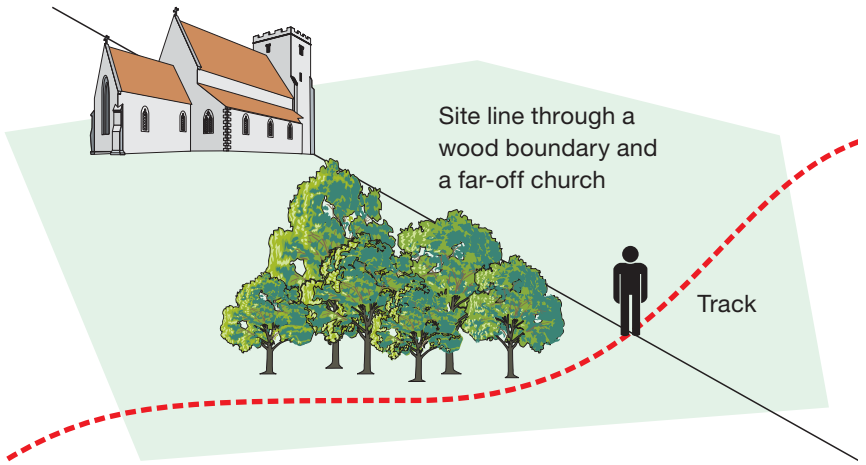 Site line through a
wood boundary and
a far-off church
Track